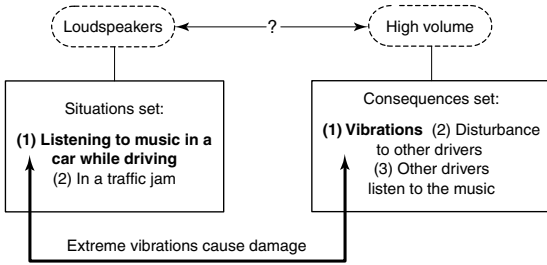 Loudspeakers
?
High volume
Situations set:
(1) Listening to music in a
car while driving
(2) In a traffic jam
Consequences set:
(1) Vibrations (2) Disturbance
to other drivers
(3) Other drivers
listen to the music
Extreme vibrations cause damage